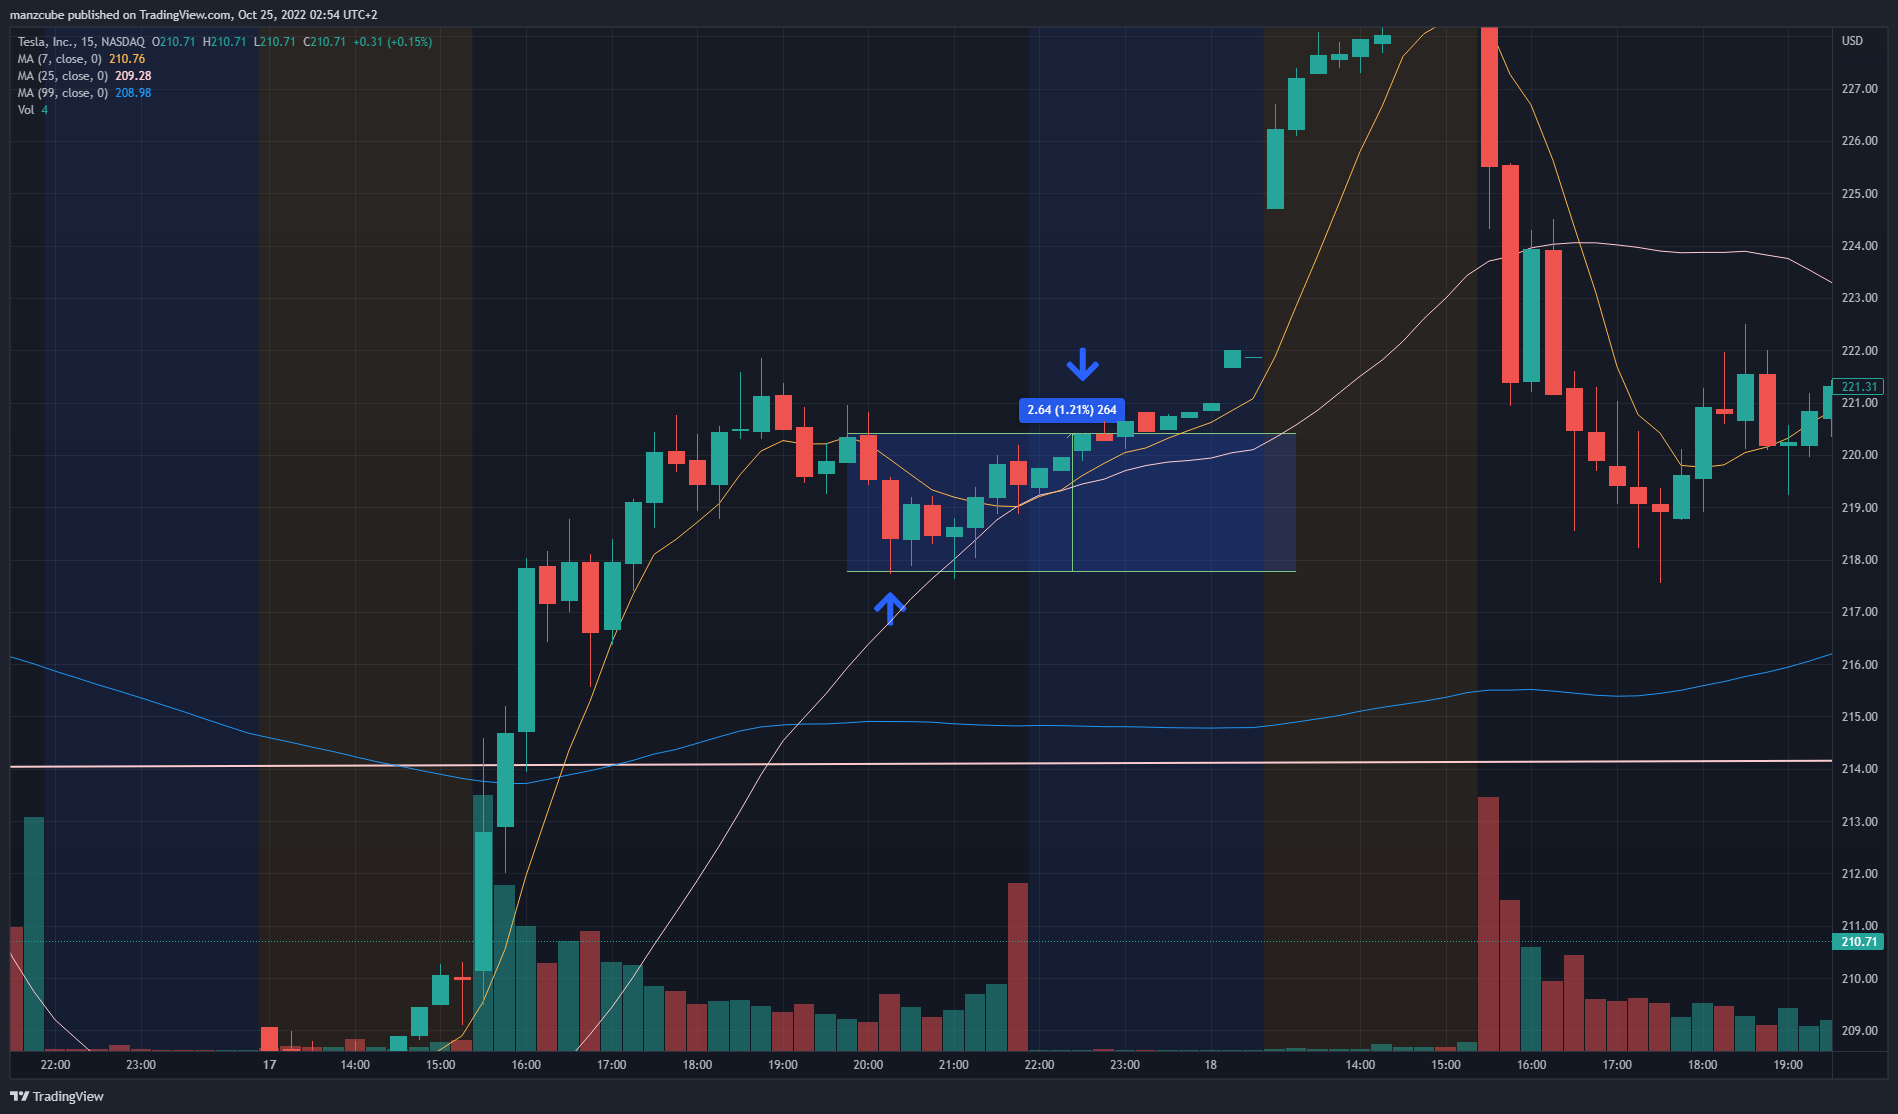 manzcube published on TradingView.com, Oct 25, 2022 02:54 UTC+2
Tesla, Inc., 15, NASDAQ O210.71 H210.71 L210.71 C210.71 +0.31 (+0.15%)
MA (7, close, 0) 210.76
MA (25, close, 0) 209.28
MA (99, close, 0) 208.98
Vol 4
USD
227.00
226.00
225.00
224.00
223.00
222.00
221.31
221.00
220.00
219.00
218.00
217.00
216.00
215.00
214.00
213.00
212.00
211.00
210.71
210.00
209.00
2.64 (1.21%) 264
22:00 23:00 17 14:00 15:00 16:00 17:00 18:00 19:00 20:00 21:00 22:00 23:00 18 14:00 15:00 16:00 17:00 18:00 19:00
TradingView